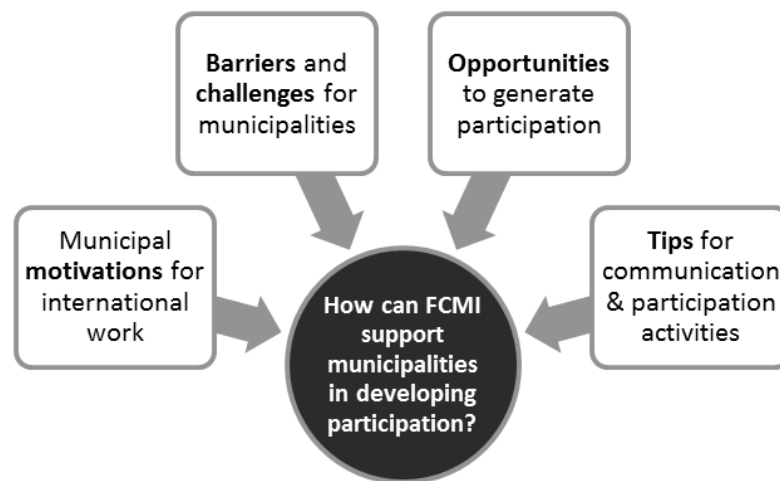 Barriers and
challenges for
municipalities
Opportunities
to generate
participation
Municipal
motivations for
international
work
Tips for
communication
& participation
activities
How can FCMI
support
municipalities
in developing
participation?